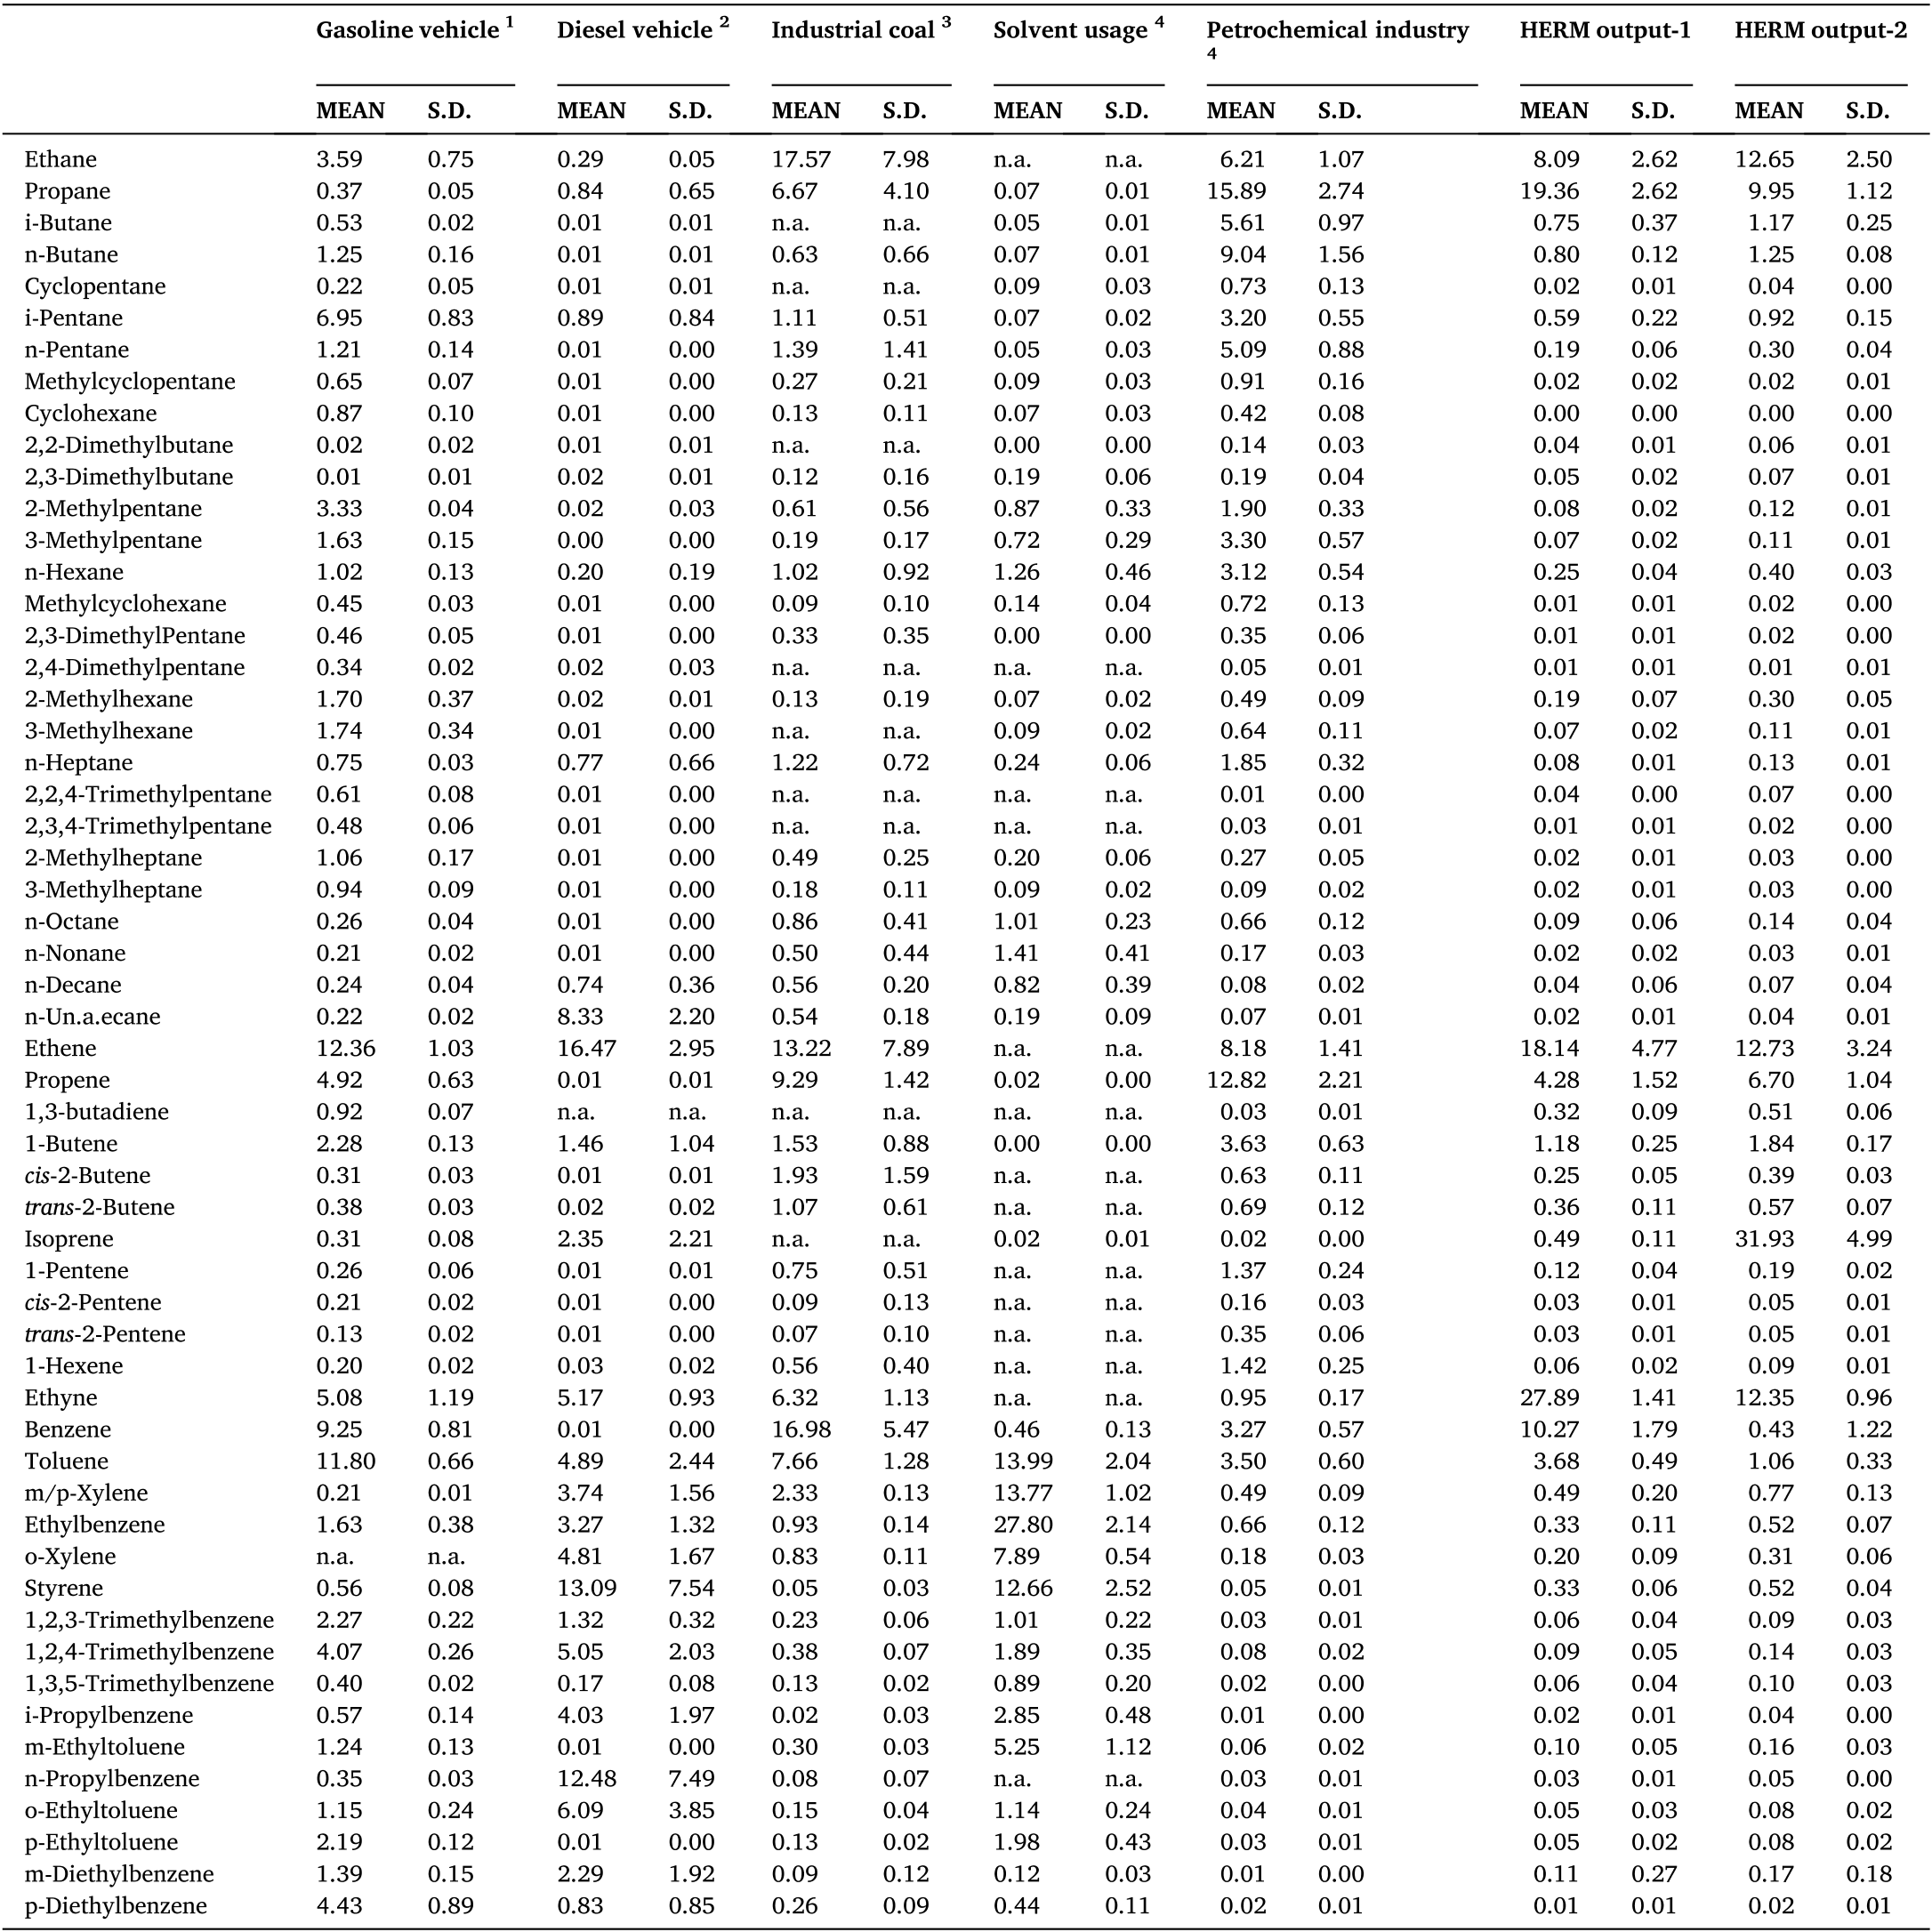 Gasoline vehicle 1 Diesel vehicle 2 Industrial coal 3 Solvent usage 4 Petrochemical industry 4 HERM output-1 HERM output-2
MEAN S.D. MEAN S.D. MEAN S.D. MEAN S.D. MEAN S.D. MEAN S.D. MEAN S.D.
Ethane 3.59 0.75 0.29 0.05 17.57 7.98 n.a. n.a. 6.21 1.07 8.09 2.62 12.65 2.50
Propane 0.37 0.05 0.84 0.65 6.67 4.10 0.07 0.01 15.89 2.74 19.36 2.62 9.95 1.12
i-Butane 0.53 0.02 0.01 0.01 n.a. n.a. 0.05 0.01 5.61 0.97 0.75 0.37 1.17 0.25
n-Butane 1.25 0.16 0.01 0.01 0.63 0.66 0.07 0.01 9.04 1.56 0.80 0.12 1.25 0.08
Cyclopentane 0.22 0.05 0.01 0.01 n.a. n.a. 0.09 0.03 0.73 0.13 0.02 0.01 0.04 0.00
i-Pentane 6.95 0.83 0.89 0.84 1.11 0.51 0.07 0.02 3.20 0.55 0.59 0.22 0.92 0.15
n-Pentane 1.21 0.14 0.01 0.00 1.39 1.41 0.05 0.03 5.09 0.88 0.19 0.06 0.30 0.04
Methylcyclopentane 0.65 0.07 0.01 0.00 0.27 0.21 0.09 0.03 0.91 0.16 0.02 0.02 0.02 0.01
Cyclohexane 0.87 0.10 0.01 0.00 0.13 0.11 0.07 0.03 0.42 0.08 0.00 0.00 0.00 0.00
2,2-Dimethylbutane 0.02 0.02 0.01 0.01 n.a. n.a. 0.00 0.00 0.14 0.03 0.04 0.01 0.06 0.01
2,3-Dimethylbutane 0.01 0.01 0.02 0.01 0.12 0.16 0.19 0.06 0.19 0.04 0.05 0.02 0.07 0.01
2-Methylpentane 3.33 0.04 0.02 0.03 0.61 0.56 0.87 0.33 1.90 0.33 0.08 0.02 0.12 0.01
3-Methylpentane 1.63 0.15 0.00 0.00 0.19 0.17 0.72 0.29 3.30 0.57 0.07 0.02 0.11 0.01
n-Hexane 1.02 0.13 0.20 0.19 1.02 0.92 1.26 0.46 3.12 0.54 0.25 0.04 0.40 0.03
Methylcyclohexane 0.45 0.03 0.01 0.00 0.09 0.10 0.14 0.04 0.72 0.13 0.01 0.01 0.02 0.00
2,3-DimethylPentane 0.46 0.05 0.01 0.00 0.33 0.35 0.00 0.00 0.35 0.06 0.01 0.01 0.02 0.00
2,4-Dimethylpentane 0.34 0.02 0.02 0.03 n.a. n.a. n.a. n.a. 0.05 0.01 0.01 0.01 0.01 0.01
2-Methylhexane 1.70 0.37 0.02 0.01 0.13 0.19 0.07 0.02 0.49 0.09 0.19 0.07 0.30 0.05
3-Methylhexane 1.74 0.34 0.01 0.00 n.a. n.a. 0.09 0.02 0.64 0.11 0.07 0.02 0.11 0.01
n-Heptane 0.75 0.03 0.77 0.66 1.22 0.72 0.24 0.06 1.85 0.32 0.08 0.01 0.13 0.01
2,2,4-Trimethylpentane 0.61 0.08 0.01 0.00 n.a. n.a. n.a. n.a. 0.01 0.00 0.04 0.00 0.07 0.00
2,3,4-Trimethylpentane 0.48 0.06 0.01 0.00 n.a. n.a. n.a. n.a. 0.03 0.01 0.01 0.01 0.02 0.00
2-Methylheptane 1.06 0.17 0.01 0.00 0.49 0.25 0.20 0.06 0.27 0.05 0.02 0.01 0.03 0.00
3-Methylheptane 0.94 0.09 0.01 0.00 0.18 0.11 0.09 0.02 0.09 0.02 0.02 0.01 0.03 0.00
n-Octane 0.26 0.04 0.01 0.00 0.86 0.41 1.01 0.23 0.66 0.12 0.09 0.06 0.14 0.04
n-Nonane 0.21 0.02 0.01 0.00 0.50 0.44 1.41 0.41 0.17 0.03 0.02 0.02 0.03 0.01
n-Decane 0.24 0.04 0.74 0.36 0.56 0.20 0.82 0.39 0.08 0.02 0.04 0.06 0.07 0.04
n-Un.a.ecane 0.22 0.02 8.33 2.20 0.54 0.18 0.19 0.09 0.07 0.01 0.02 0.01 0.04 0.01
Ethene 12.36 1.03 16.47 2.95 13.22 7.89 n.a. n.a. 8.18 1.41 18.14 4.77 12.73 3.24
Propene 4.92 0.63 0.01 0.01 9.29 1.42 0.02 0.00 12.82 2.21 4.28 1.52 6.70 1.04
1,3-butadiene 0.92 0.07 n.a. n.a. n.a. n.a. n.a. n.a. 0.03 0.01 0.32 0.09 0.51 0.06
1-Butene 2.28 0.13 1.46 1.04 1.53 0.88 0.00 0.00 3.63 0.63 1.18 0.25 1.84 0.17
cis-2-Butene 0.31 0.03 0.01 0.01 1.93 1.59 n.a. n.a. 0.63 0.11 0.25 0.05 0.39 0.03
trans-2-Butene 0.38 0.03 0.02 0.02 1.07 0.61 n.a. n.a. 0.69 0.12 0.36 0.11 0.57 0.07
Isoprene 0.31 0.08 2.35 2.21 n.a. n.a. 0.02 0.01 0.02 0.00 0.49 0.11 31.93 4.99
1-Pentene 0.26 0.06 0.01 0.01 0.75 0.51 n.a. n.a. 1.37 0.24 0.12 0.04 0.19 0.02
cis-2-Pentene 0.21 0.02 0.01 0.00 0.09 0.13 n.a. n.a. 0.16 0.03 0.03 0.01 0.05 0.01
trans-2-Pentene 0.13 0.02 0.01 0.00 0.07 0.10 n.a. n.a. 0.35 0.06 0.03 0.01 0.05 0.01
1-Hexene 0.20 0.02 0.03 0.02 0.56 0.40 n.a. n.a. 1.42 0.25 0.06 0.02 0.09 0.01
Ethyne 5.08 1.19 5.17 0.93 6.32 1.13 n.a. n.a. 0.95 0.17 27.89 1.41 12.35 0.96
Benzene 9.25 0.81 0.01 0.00 16.98 5.47 0.46 0.13 3.27 0.57 10.27 1.79 0.43 1.22
Toluene 11.80 0.66 4.89 2.44 7.66 1.28 13.99 2.04 3.50 0.60 3.68 0.49 1.06 0.33
m/p-Xylene 0.21 0.01 3.74 1.56 2.33 0.13 13.77 1.02 0.49 0.09 0.49 0.20 0.77 0.13
Ethylbenzene 1.63 0.38 3.27 1.32 0.93 0.14 27.80 2.14 0.66 0.12 0.33 0.11 0.52 0.07
o-Xylene n.a. n.a. 4.81 1.67 0.83 0.11 7.89 0.54 0.18 0.03 0.20 0.09 0.31 0.06
Styrene 0.56 0.08 13.09 7.54 0.05 0.03 12.66 2.52 0.05 0.01 0.33 0.06 0.52 0.04
1,2,3-Trimethylbenzene 2.27 0.22 1.32 0.32 0.23 0.06 1.01 0.22 0.03 0.01 0.06 0.04 0.09 0.03
1,2,4-Trimethylbenzene 4.07 0.26 5.05 2.03 0.38 0.07 1.89 0.35 0.08 0.02 0.09 0.05 0.14 0.03
1,3,5-Trimethylbenzene 0.40 0.02 0.17 0.08 0.13 0.02 0.89 0.20 0.02 0.00 0.06 0.04 0.10 0.03
i-Propylbenzene 0.57 0.14 4.03 1.97 0.02 0.03 2.85 0.48 0.01 0.00 0.02 0.01 0.04 0.00
m-Ethyltoluene 1.24 0.13 0.01 0.00 0.30 0.03 5.25 1.12 0.06 0.02 0.10 0.05 0.16 0.03
n-Propylbenzene 0.35 0.03 12.48 7.49 0.08 0.07 n.a. n.a. 0.03 0.01 0.03 0.01 0.05 0.00
o-Ethyltoluene 1.15 0.24 6.09 3.85 0.15 0.04 1.14 0.24 0.04 0.01 0.05 0.03 0.08 0.02
p-Ethyltoluene 2.19 0.12 0.01 0.00 0.13 0.02 1.98 0.43 0.03 0.01 0.05 0.02 0.08 0.02
m-Diethylbenzene 1.39 0.15 2.29 1.92 0.09 0.12 0.12 0.03 0.01 0.00 0.11 0.27 0.17 0.18
p-Diethylbenzene 4.43 0.89 0.83 0.85 0.26 0.09 0.44 0.11 0.02 0.01 0.01 0.01 0.02 0.01